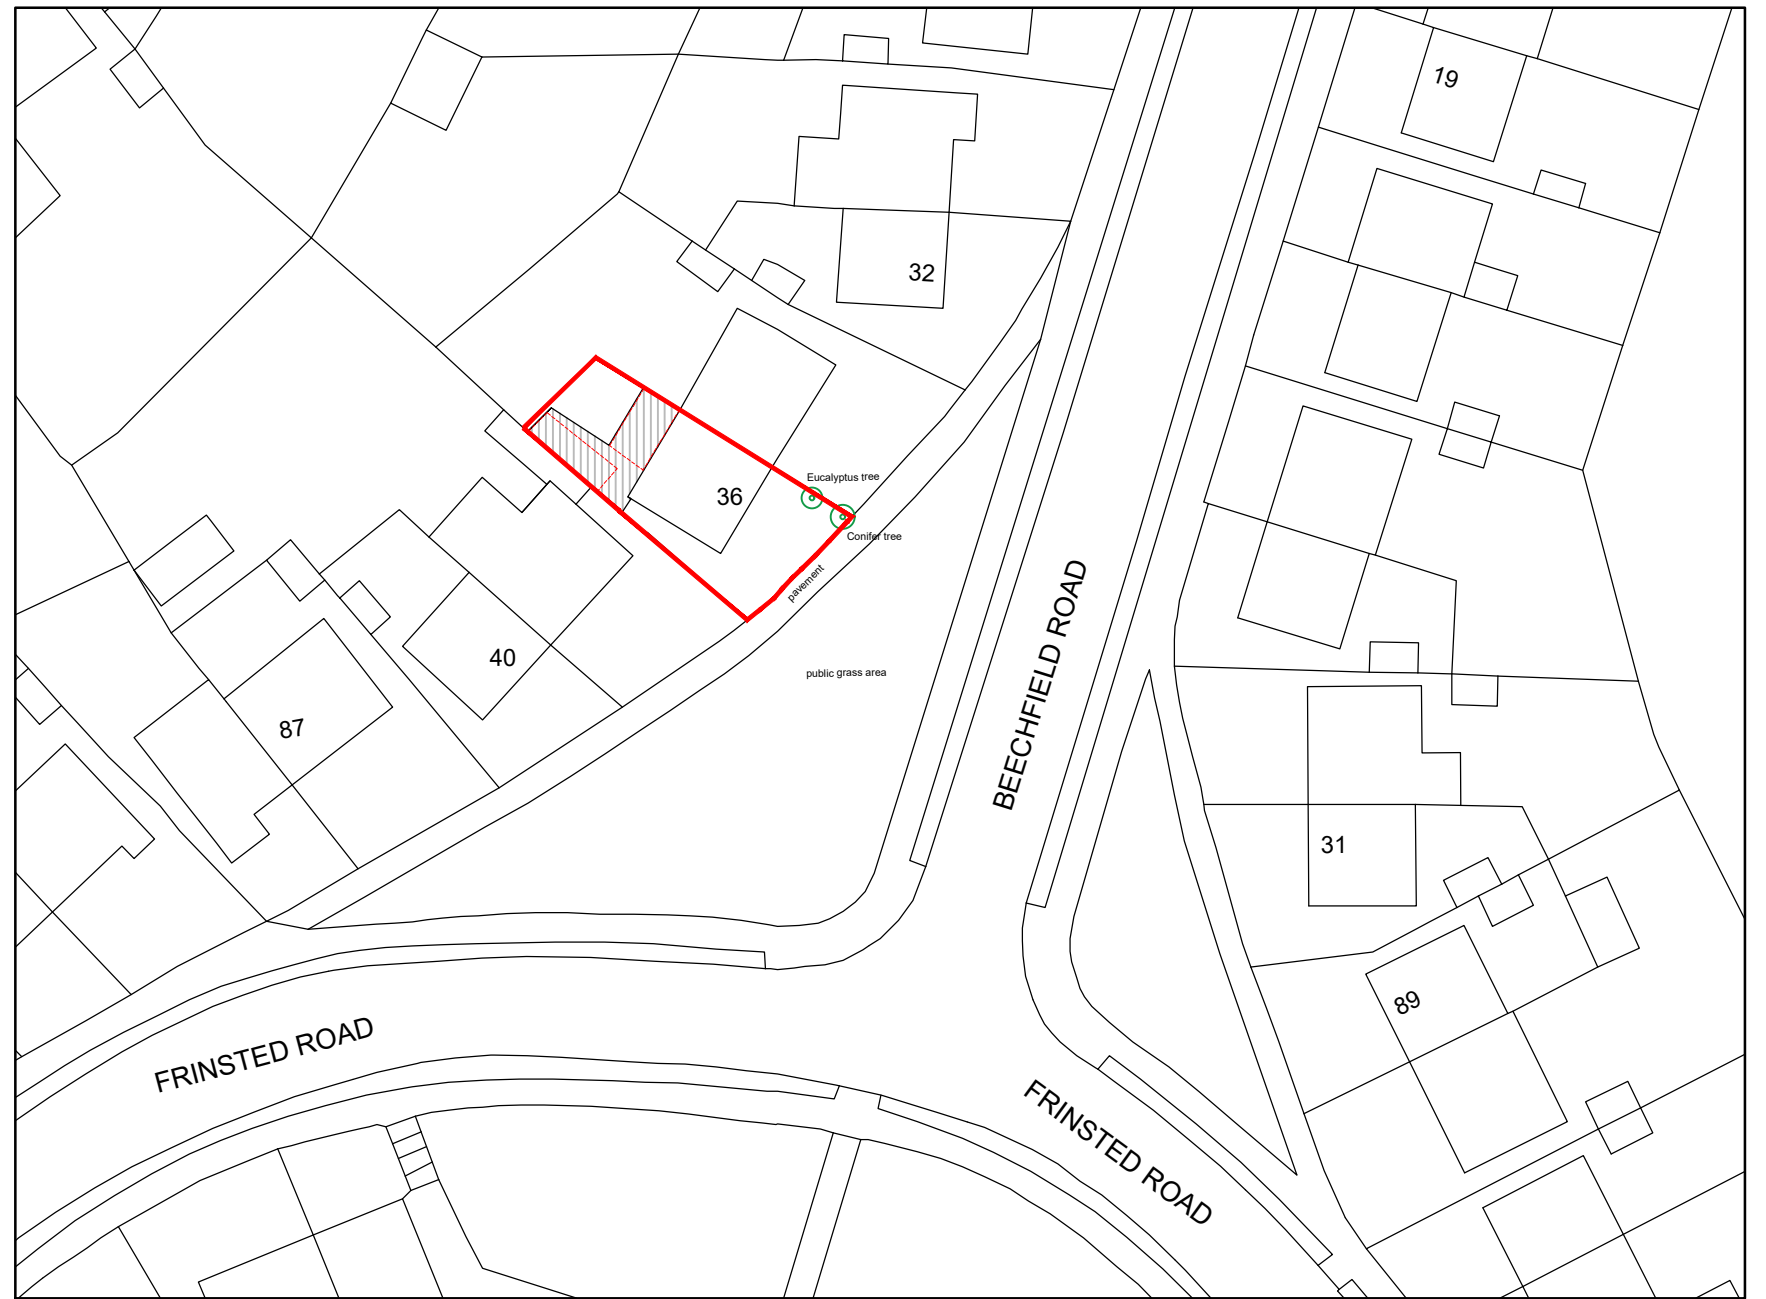 19
32
Eucalyptus tree
36
Conifer tree
pavement
BEECHFIELD ROAD
40
public grass area
87
31
89
FRINSTED ROAD
FRINSTED ROAD